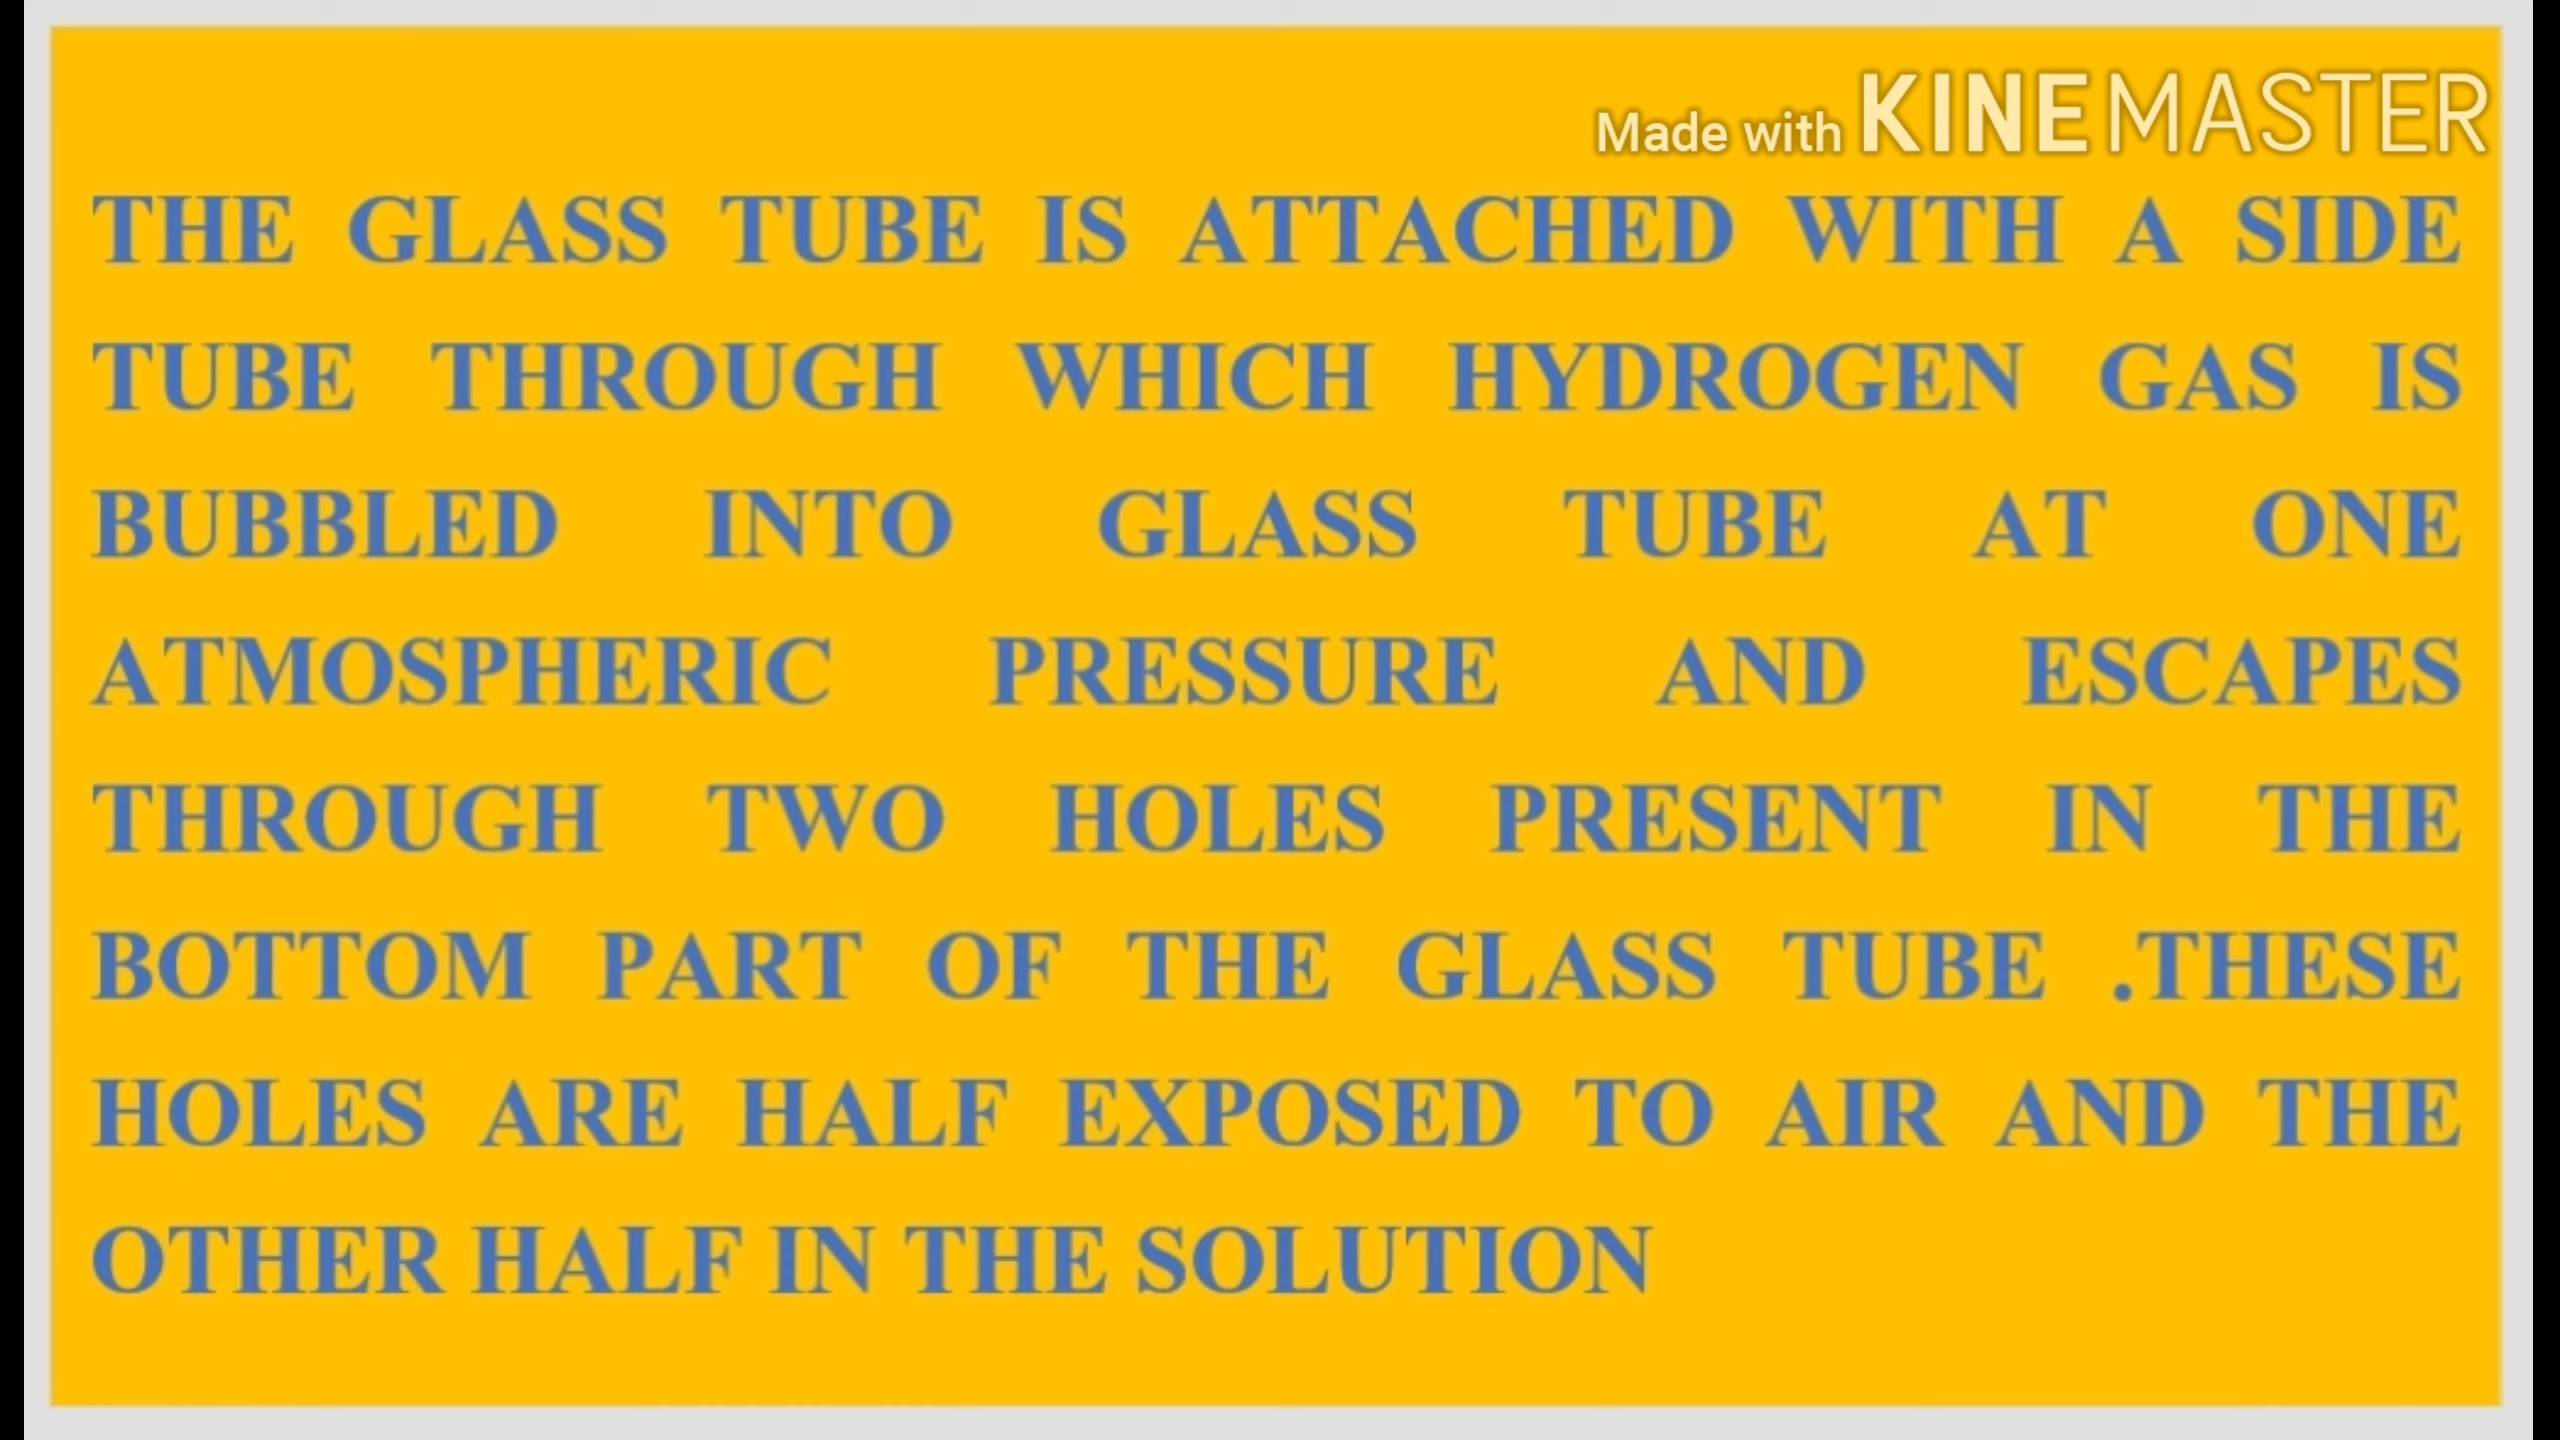 Made with KINEMASTER
THE GLASS TUBE IS ATTACHED WITH A SIDE
TUBE THROUGH WHICH HYDROGEN GAS IS
BUBBLED INTO GLASS TUBE AT ONE
ATMOSPHERIC PRESSURE AND ESCAPES
THROUGH TWO HOLES PRESENT IN THE
BOTTOM PART OF THE GLASS TUBE .THESE
HOLES ARE HALF EXPOSED TO AIR AND THE
OTHER HALF IN THE SOLUTION